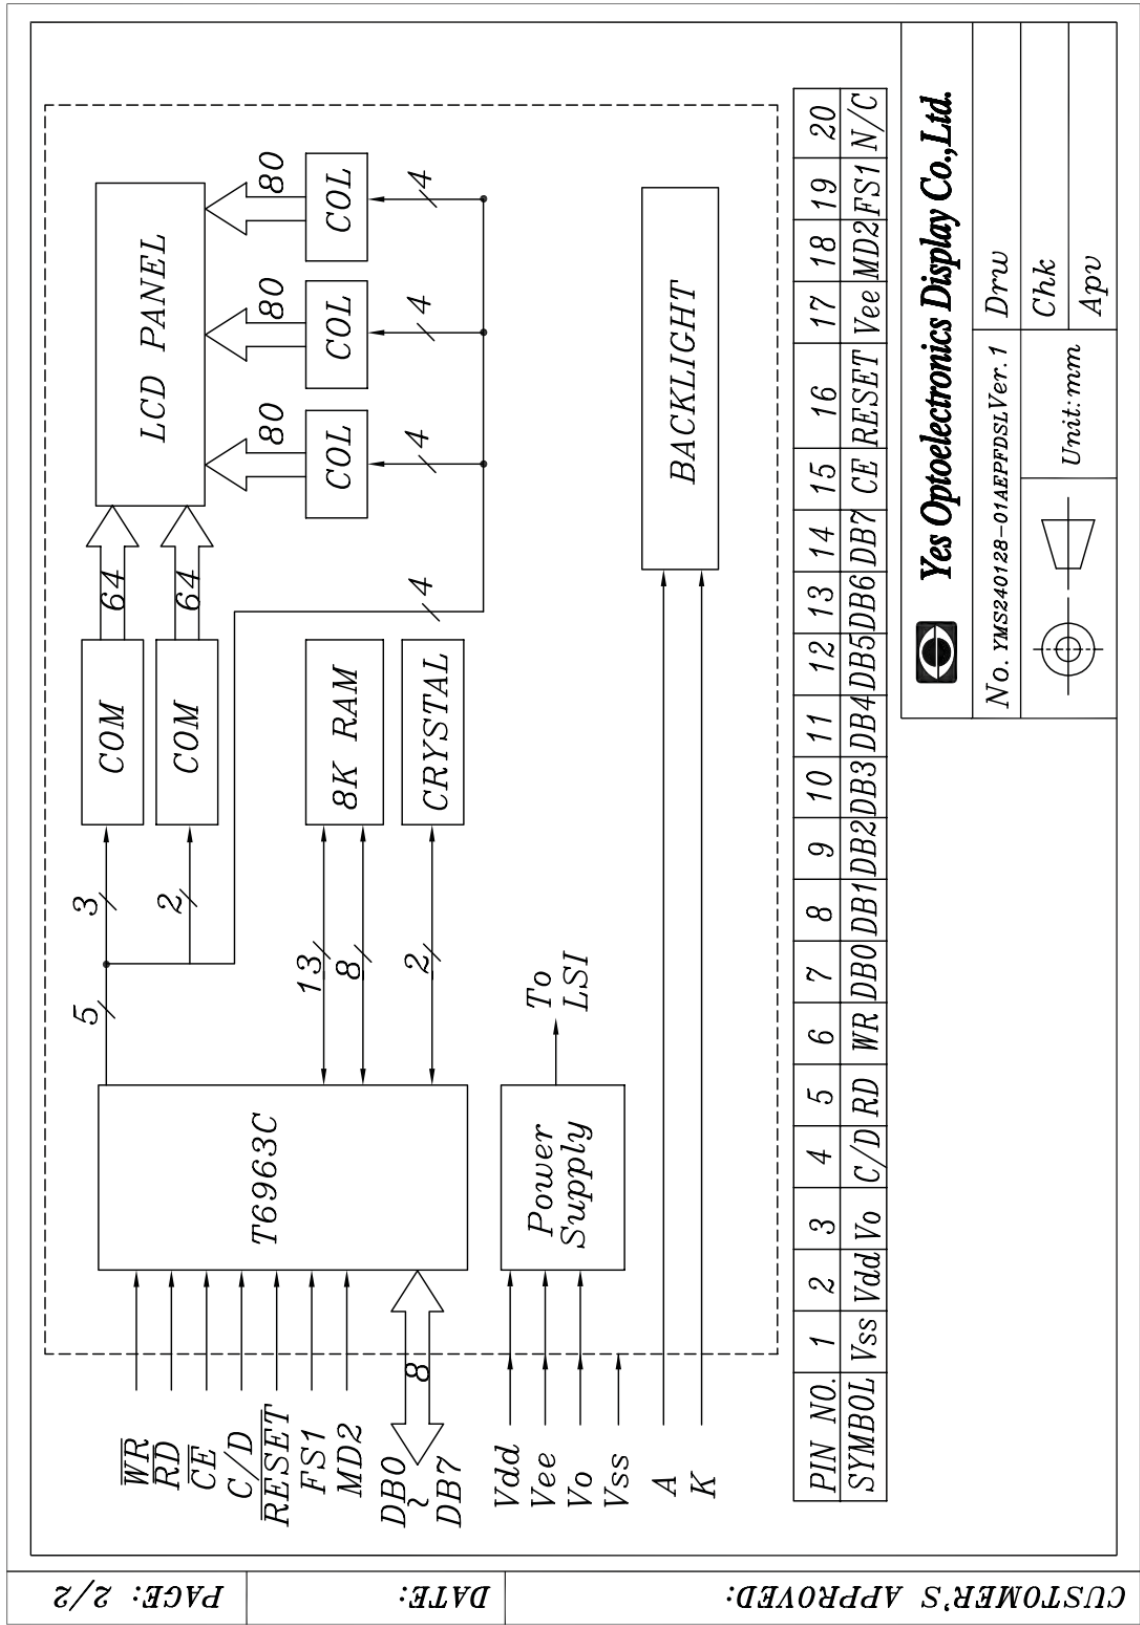 LCD PANEL
COM
COM
64
64
COL
COL
COL
80
80
80
3
2
5
4
4
4
4
T6963C
8K RAM
CRYSTAL
13
8
2
WR
RD
CE
C/D
RESET
FS1
MD2
DB0
~
DB7
8
Vdd
Vee
Vo
Vss
Power
Supply
To
LSI
A
K
BACKLIGHT
PIN NO. 1 2 3 4 5 6 7 8 9 10 11 12 13 14 15 16 17 18 19 20
SYMBOL Vss Vdd Vo C/D RD WR DB0 DB1 DB2 DB3 DB4 DB5 DB6 DB7 CE RESET Vee MD2 FS1 N/C
Yes Optoelectronics Display Co.,Ltd.
No. YMS240128-01AEPFDSLVer.1
Drw
Chk
Unit:mm
Apv
CUSTOMER'S APPROVED:
DATE:
PAGE: 2/2